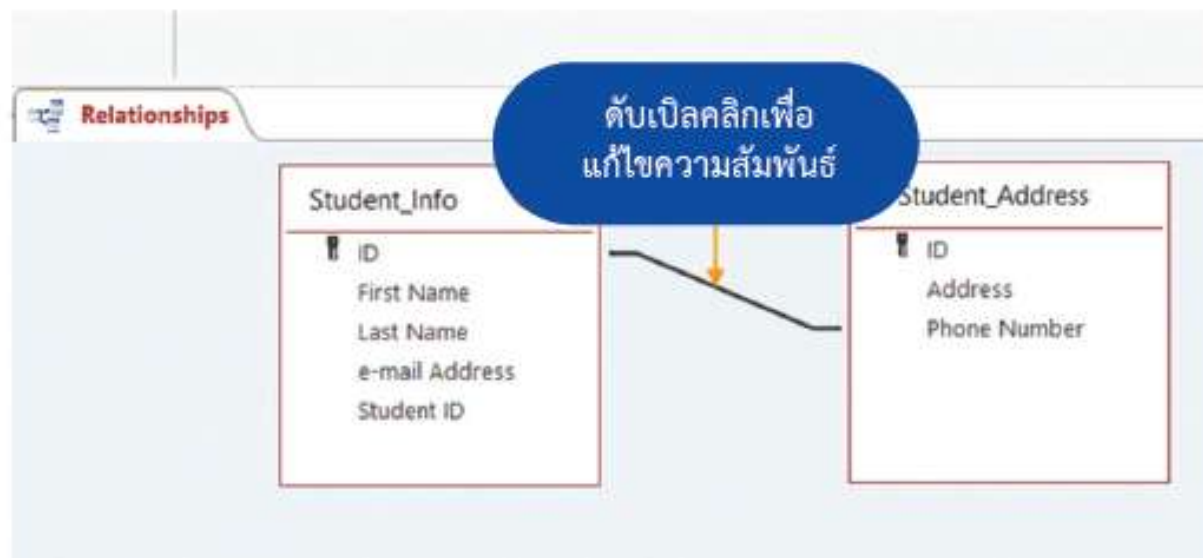 Relationships
ดับเบิลคลิกเพื่อ
แก้ไขความสัมพันธ์
Student_Info
ID
First Name
Last Name
e-mail Address
Student ID
Student_Address
ID
Address
Phone Number